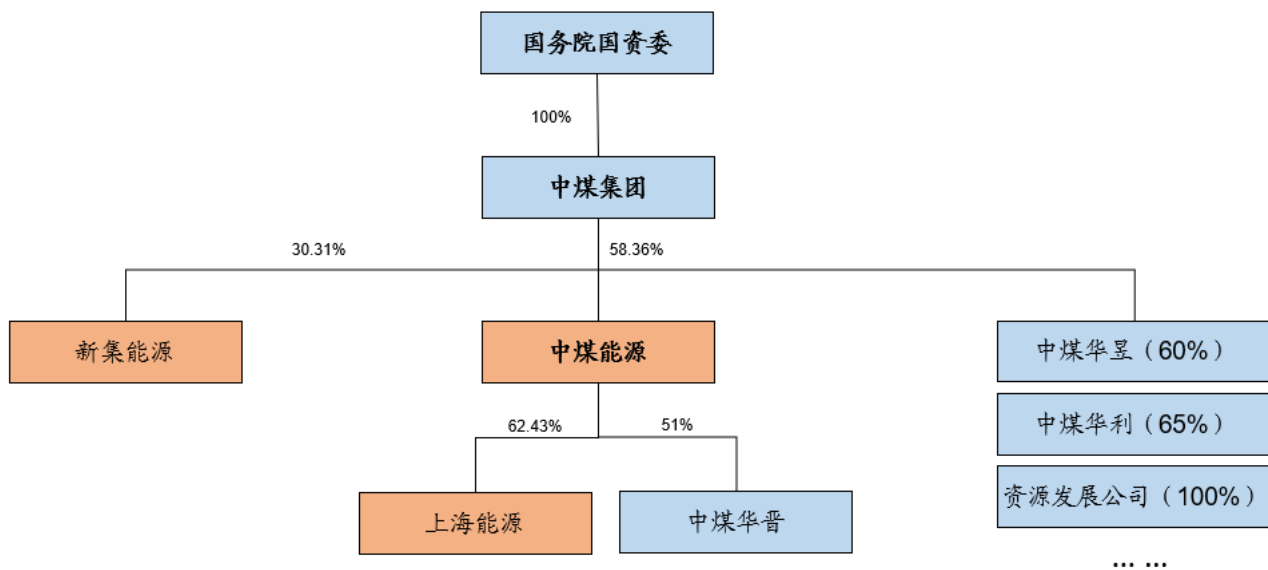 国务院国资委
100%
中煤集团
30.31%
58.36%
新集能源
中煤能源
中煤华昱（60%）
中煤华利（65%）
资源发展公司（100%）
... ...
62.43%
51%
上海能源
中煤华晋